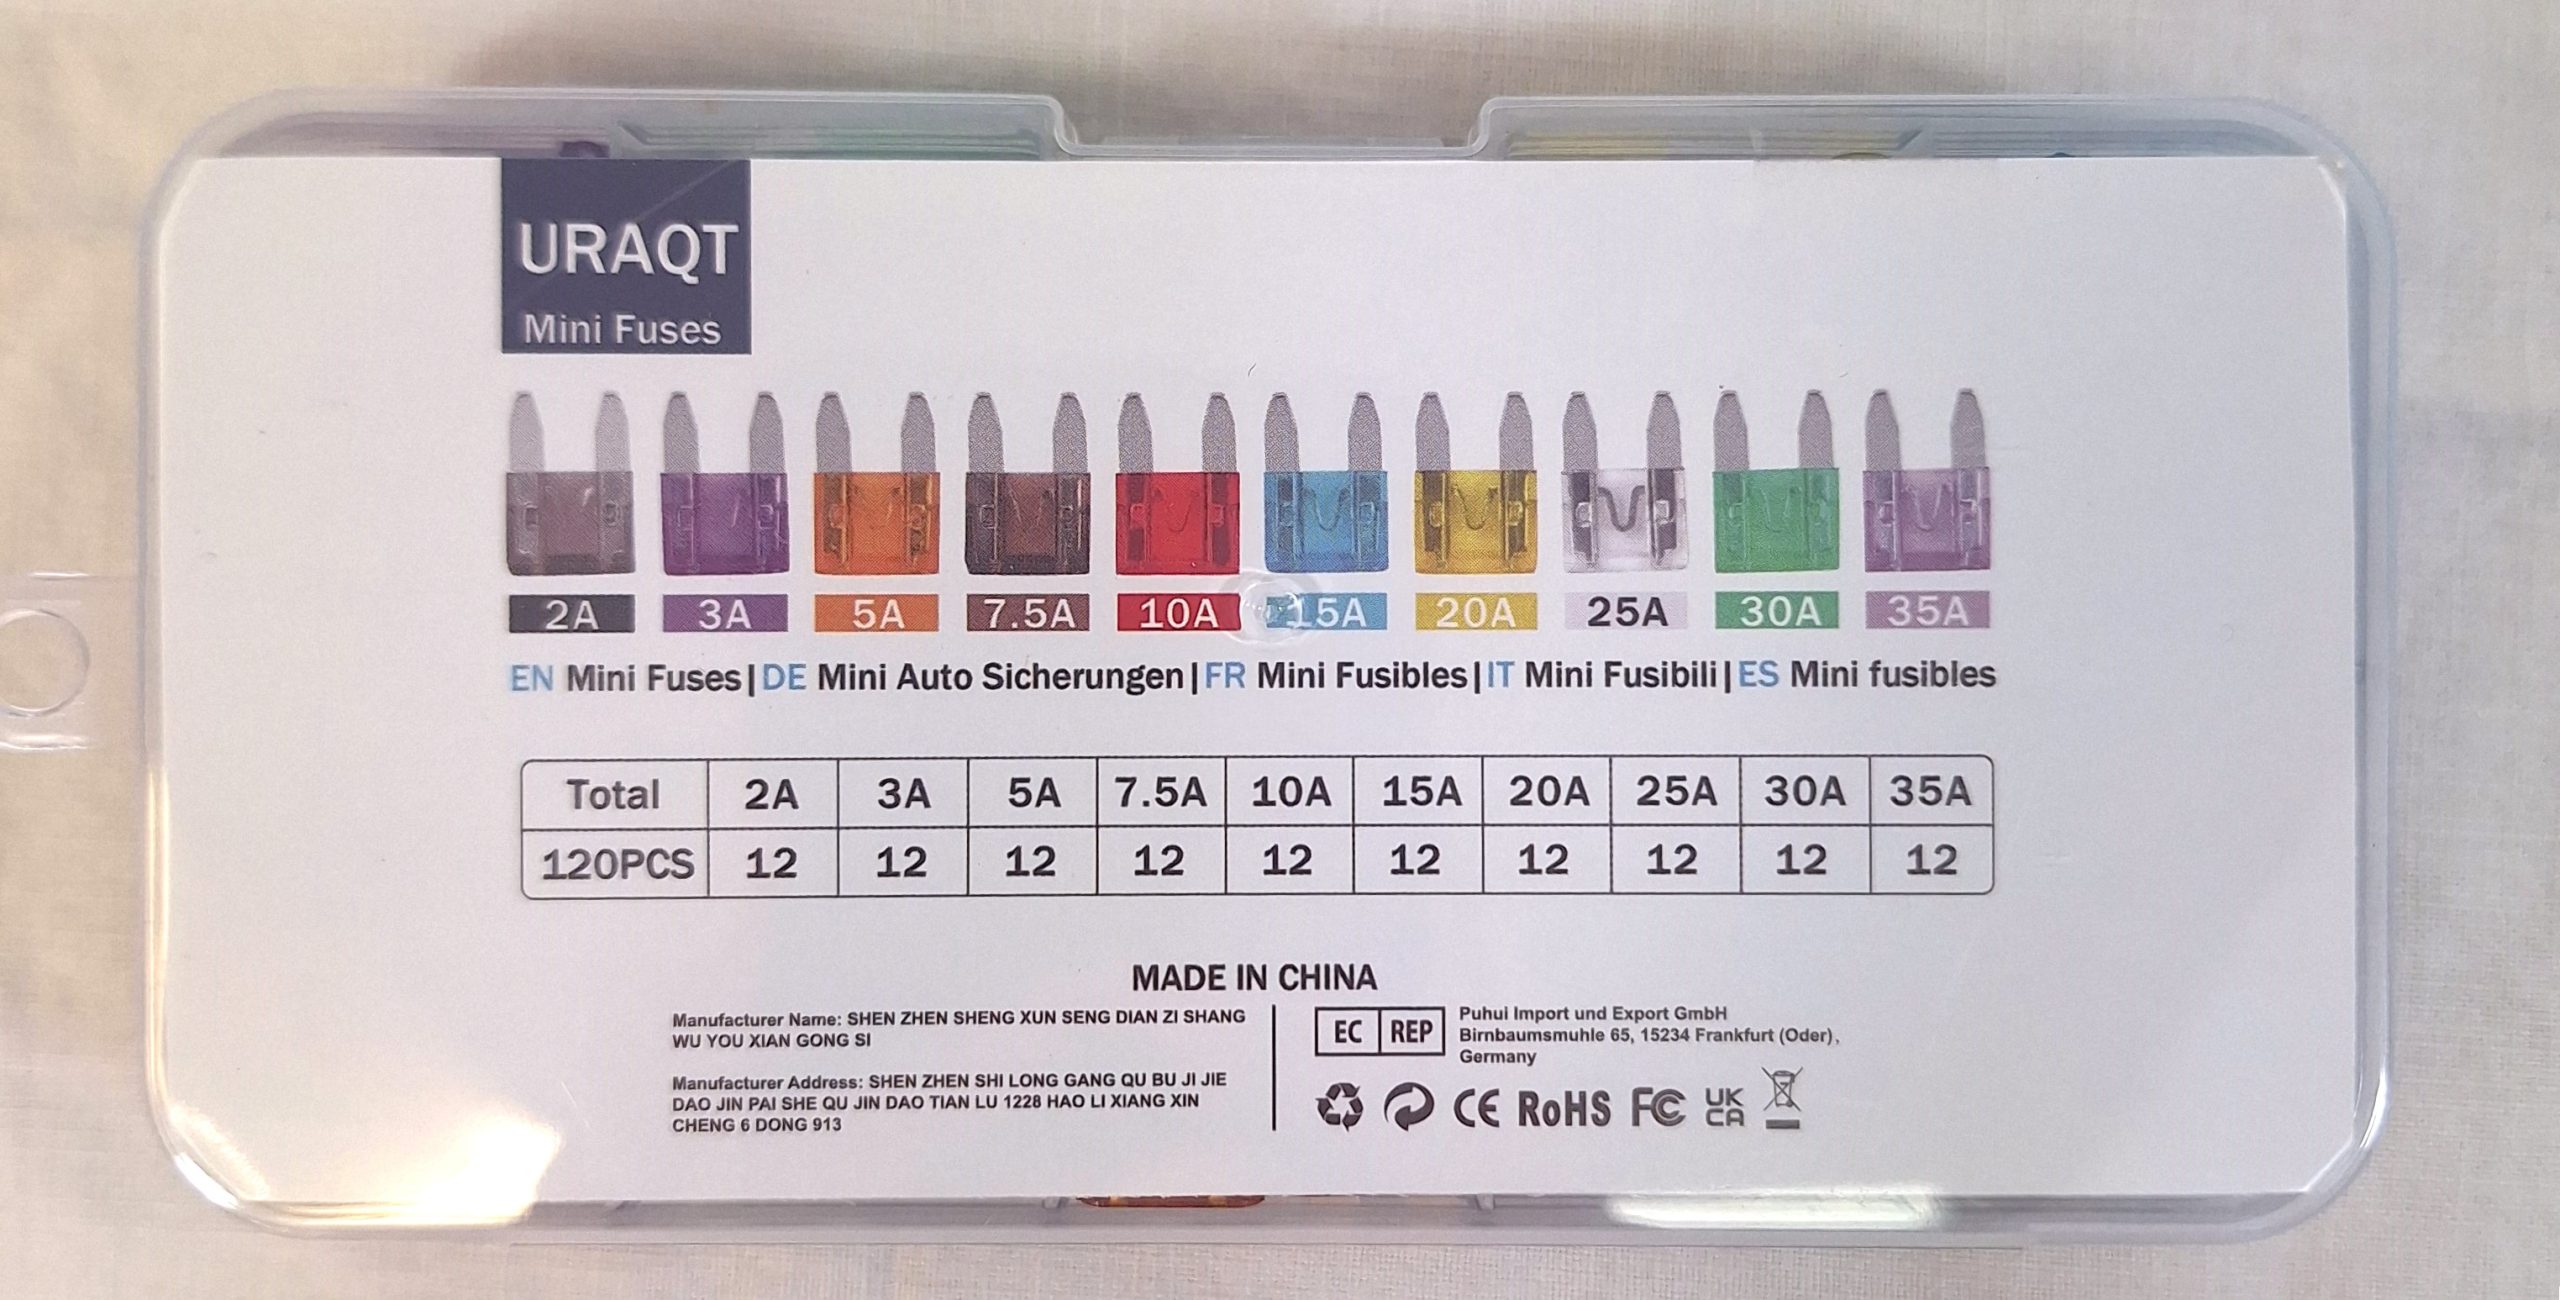 URAQT
Mini Fuses
2A 3A 5A 7.5A 10A 15A 20A 25A 30A 35A
EN Mini Fuses|DE Mini Auto Sicherungen|FR Mini Fusibles|IT Mini Fusibili|ES Mini fusibles
Total 2A 3A 5A 7.5A 10A 15A 20A 25A 30A 35A
120PCS 12 12 12 12 12 12 12 12 12 12
MADE IN CHINA
Manufacturer Name: SHEN ZHEN SHENG XUN SENG DIAN ZI SHANG
WU YOU XIAN GONG SI
Manufacturer Address: SHEN ZHEN SHI LONG GANG QU BU JI JIE
DAO JIN PAI SHE QU JIN DAO TIAN LU 1228 HAO LI XIANG XIN
CHENG 6 DONG 913
EC REP
Puhui Import und Export GmbH
Birnbaumsmuhle 65, 15234 Frankfurt (Oder),
Germany
CE RoHS FC UK
CA